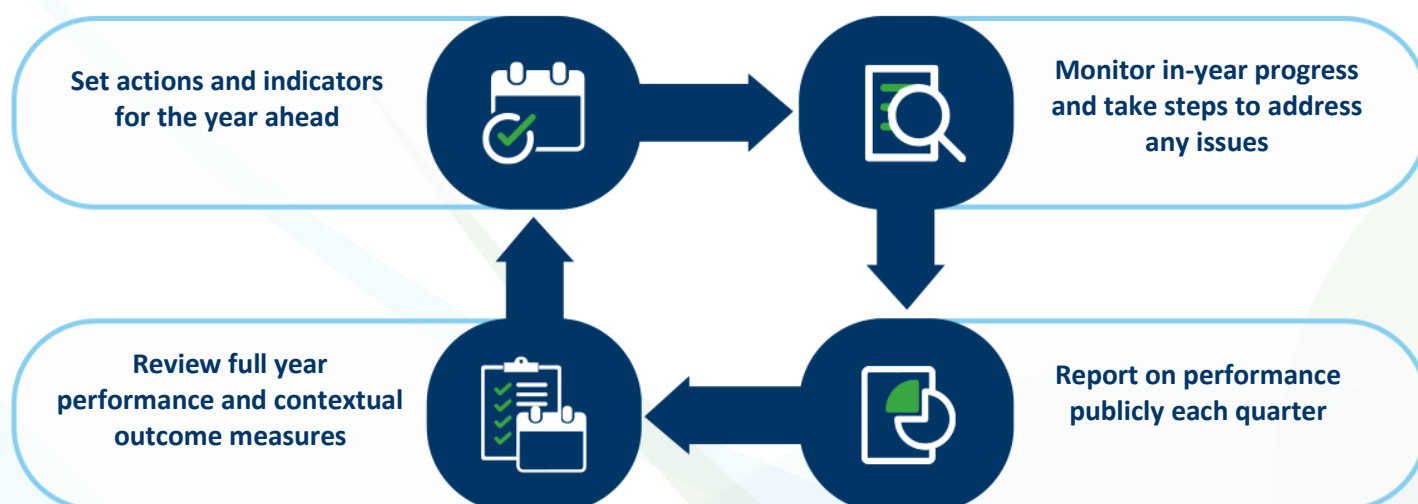 Set actions and indicators
for the year ahead
Monitor in-year progress
and take steps to address
any issues
Review full year
performance and contextual
outcome measures
Report on performance
publicly each quarter